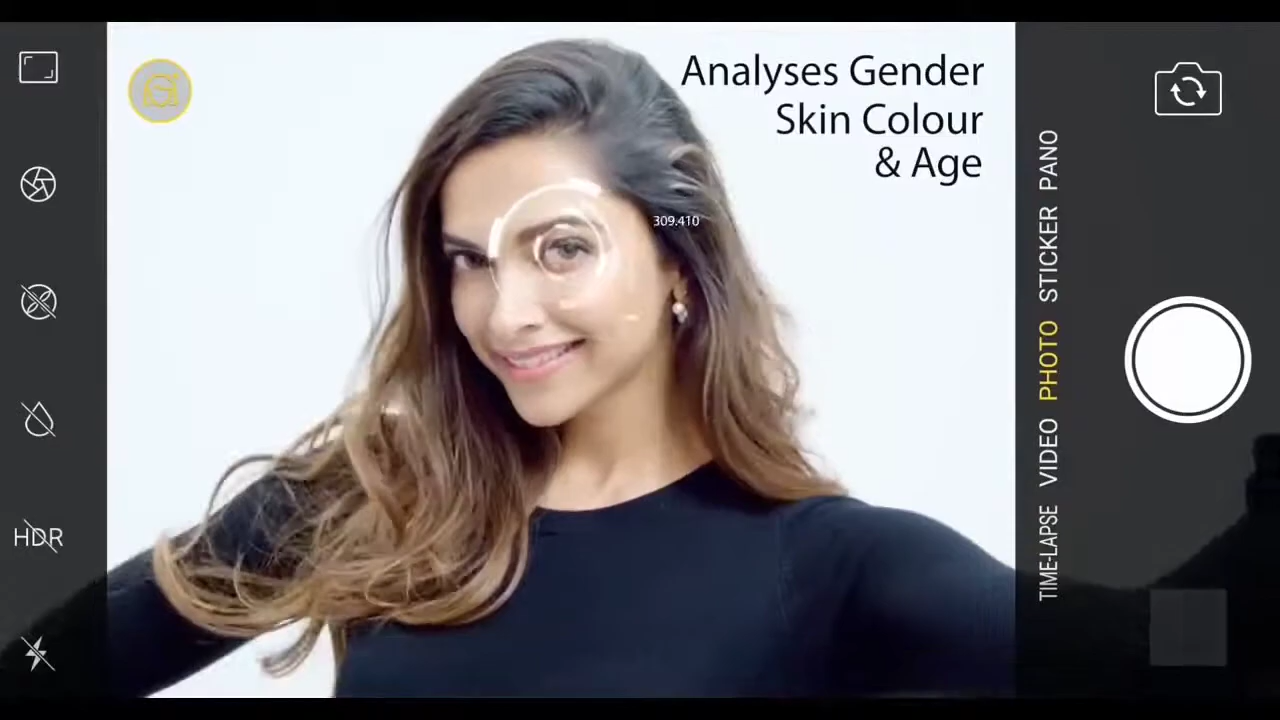 Analyses Gender
Skin Colour
& Age
309.410
HDR
PANO
STICKER
PHOTO
VIDEO
TIME-LAPSE